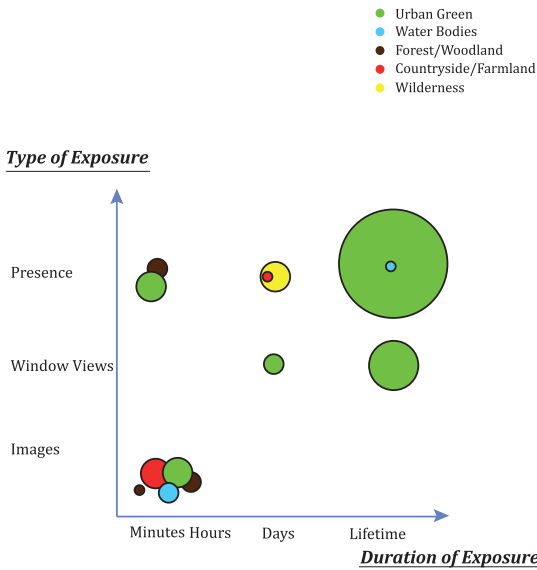 Urban Green
Water Bodies
Forest/Woodland
Countryside/Farmland
Wilderness
Type of Exposure
Presence
Window Views
Images
Minutes Hours Days Lifetime
Duration of Exposure